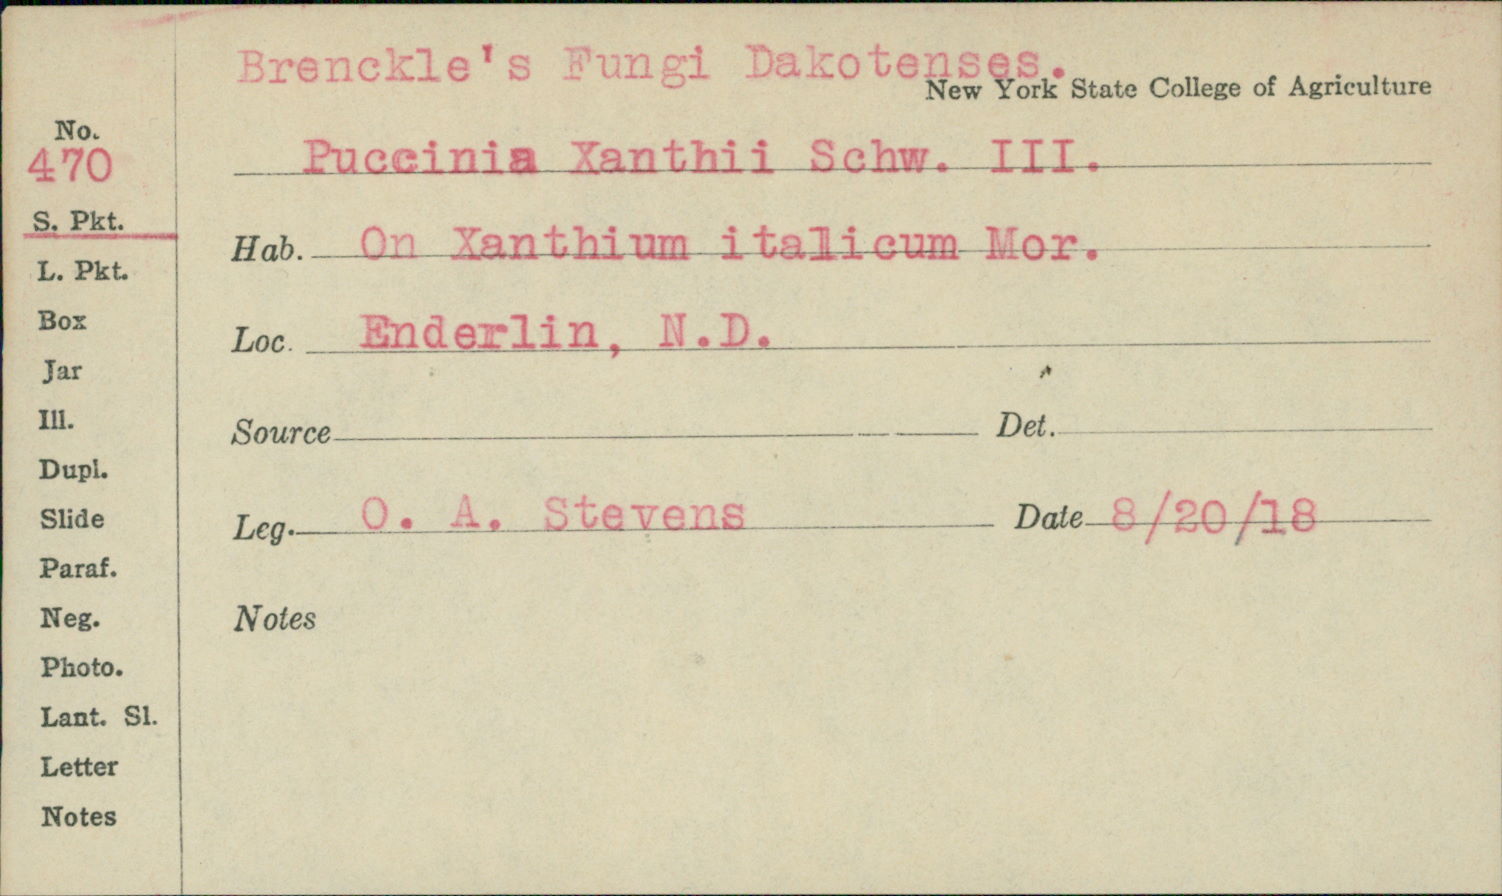 Brenckle's Fungi Dakotenses.
New York State College of Agriculture
No.
470
Puccinia Xanthii Schw. III.
S. Pkt.
Hab. On Xanthium italicum Mor.
L. Pkt.
Box
Loc. Enderlin, N.D.
Jar
Ill.
Source Det.
Dupl.
Slide
Leg. O. A. Stevens Date 8/20/18
Paraf.
Neg.
Notes
Photo.
Lant. Sl.
Letter
Notes